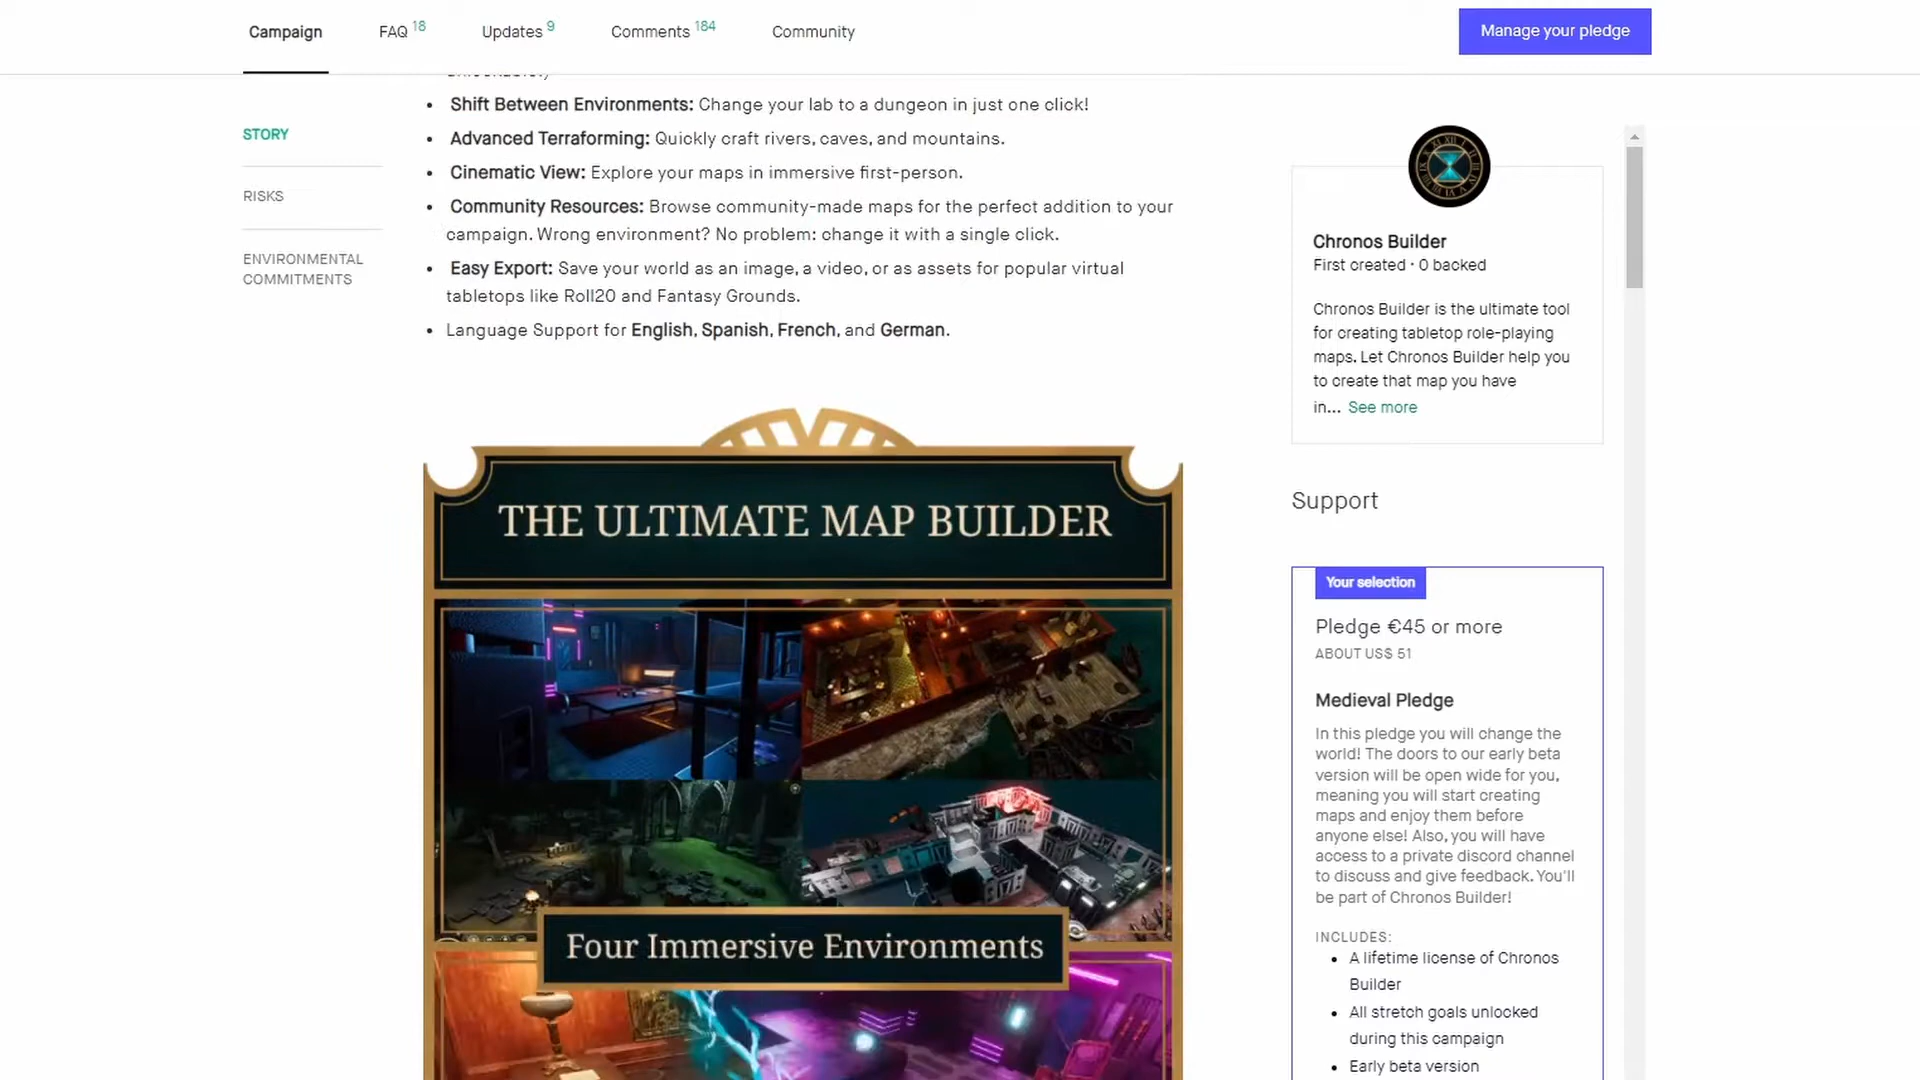 Campaign
FAQ 18
Updates 9
Comments 184
Community
Manage your pledge
STORY
RISKS
ENVIRONMENTAL
COMMITMENTS
• Shift Between Environments: Change your lab to a dungeon in just one click!
• Advanced Terraforming: Quickly craft rivers, caves, and mountains.
• Cinematic View: Explore your maps in immersive first-person.
• Community Resources: Browse community-made maps for the perfect addition to your
campaign. Wrong environment? No problem: change it with a single click.
• Easy Export: Save your world as an image, a video, or as assets for popular virtual
tabletops like Roll20 and Fantasy Grounds.
• Language Support for English, Spanish, French, and German.
THE ULTIMATE MAP BUILDER
Four Immersive Environments
Chronos Builder
First created · 0 backed
Chronos Builder is the ultimate tool
for creating tabletop role-playing
maps. Let Chronos Builder help you
to create that map you have
in... See more
Support
Your selection
Pledge €45 or more
ABOUT US$ 51
Medieval Pledge
In this pledge you will change the
world! The doors to our early beta
version will be open wide for you,
meaning you will start creating
maps and enjoy them before
anyone else! Also, you will have
access to a private discord channel
to discuss and give feedback. You'll
be part of Chronos Builder!
INCLUDES:
• A lifetime license of Chronos
Builder
• All stretch goals unlocked
during this campaign
• Early beta version